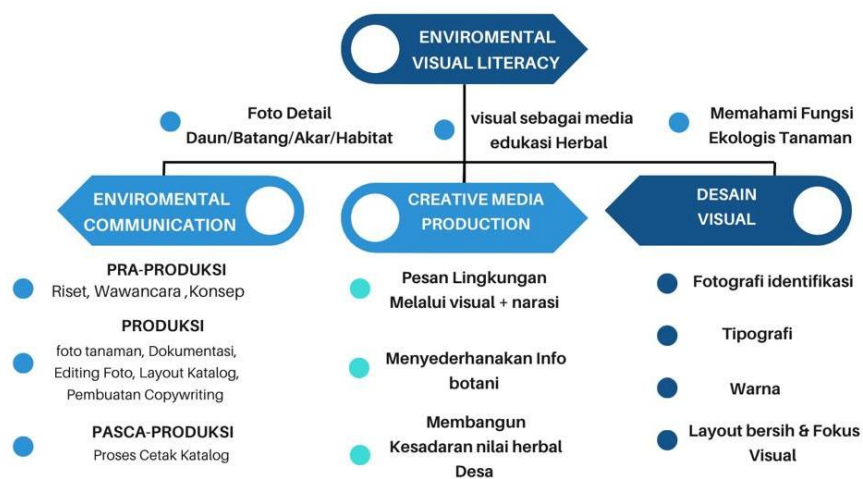 ENVIROMENTAL
VISUAL LITERACY
Foto Detail
Daun/Batang/Akar/Habitat
visual sebagai media
edukasi Herbal
Memahami Fungsi
Ekologis Tanaman
ENVIROMENTAL
COMMUNICATION
CREATIVE MEDIA
PRODUCTION
DESAIN
VISUAL
PRA-PRODUKSI
Riset, Wawancara ,Konsep
PRODUKSI
foto tanaman, Dokumentasi,
Editing Foto, Layout Katalog,
Pembuatan Copywriting
PASCA-PRODUKSI
Proses Cetak Katalog
Pesan Lingkungan
Melalui visual + narasi
Menyederhanakan Info
botani
Membangun
Kesadaran nilai herbal
Desa
Fotografi identifikasi
Tipografi
Warna
Layout bersih & Fokus
Visual